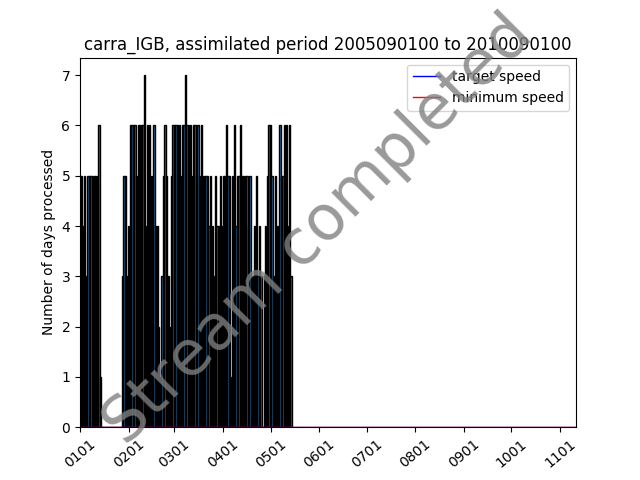 carra_IGB, assimilated period 2005090100 to 2010090100
target speed
minimum speed
Number of days processed
7
6
5
4
3
2
1
0
0101 0201 0301 0401 0501 0601 0701 0801 0901 1001 1101
Stream completed